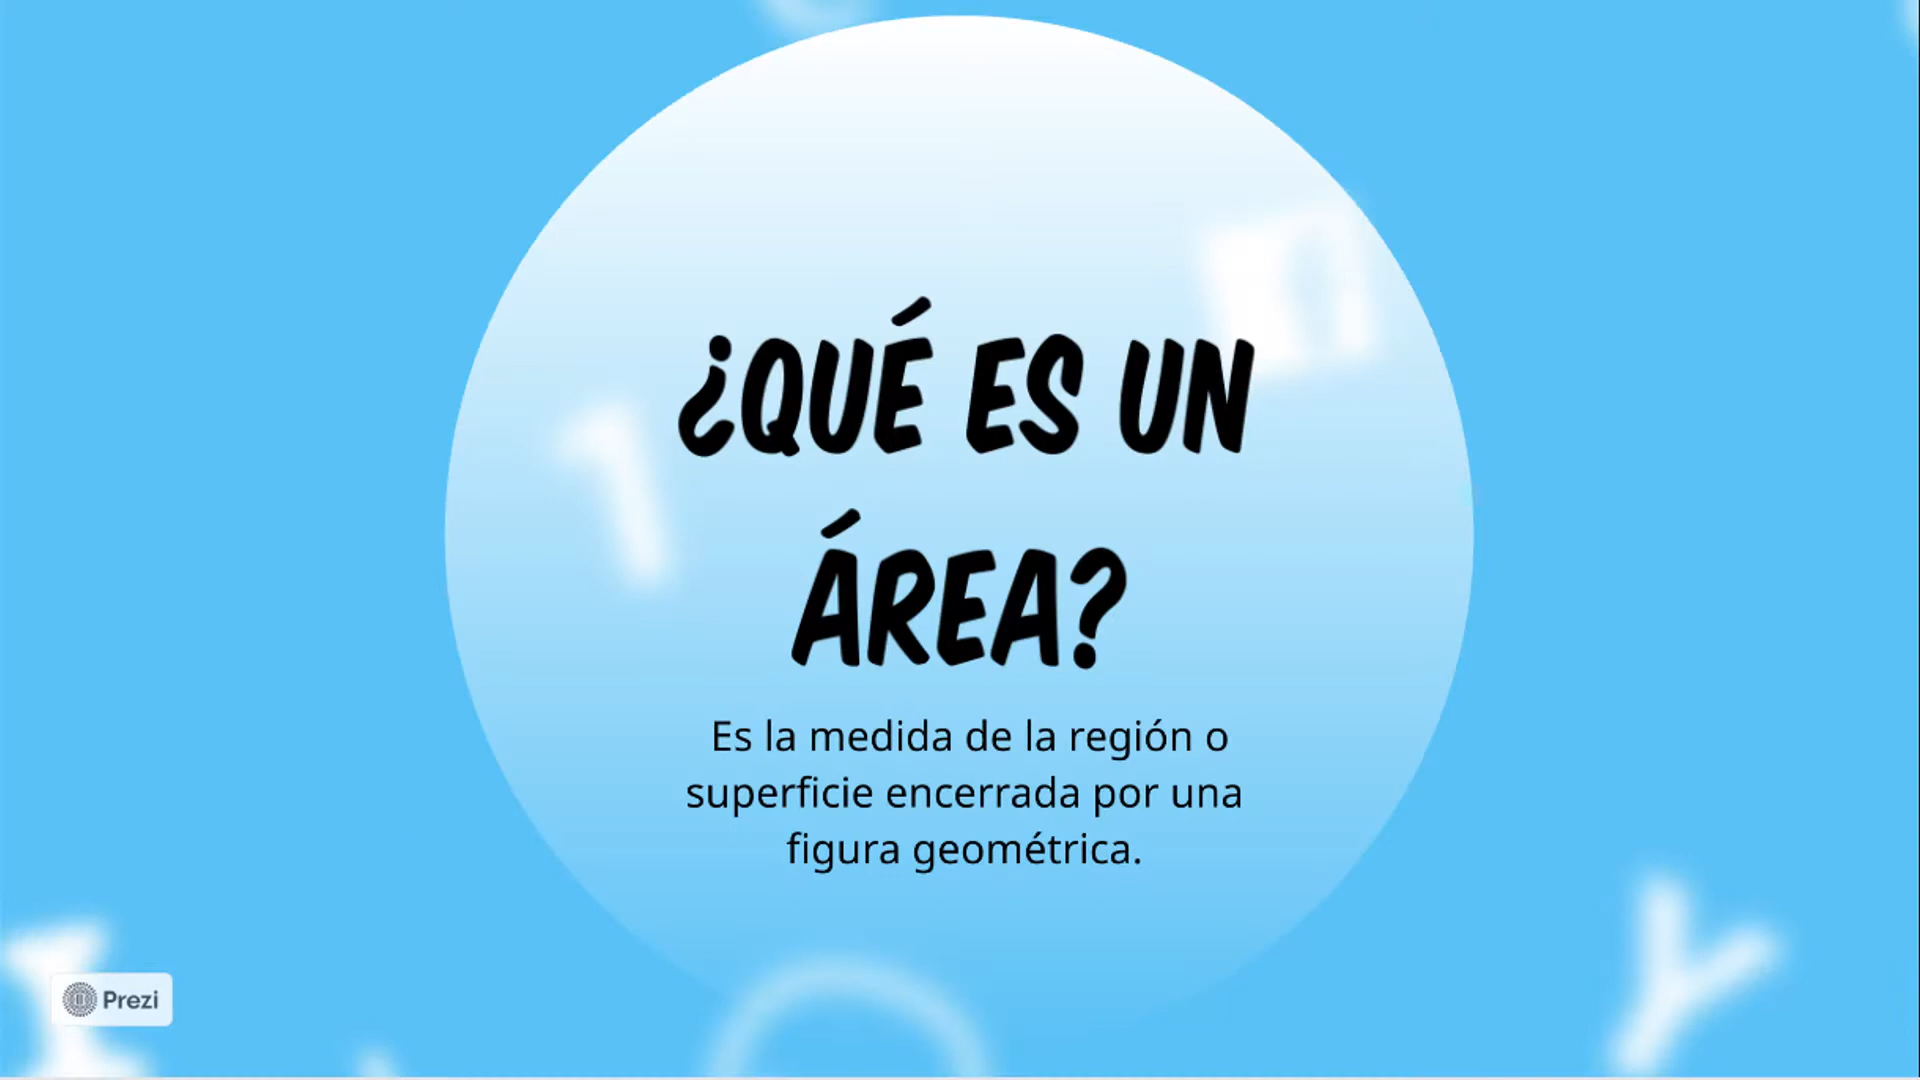 ¿QUÉ ES UN
ÁREA?
Es la medida de la región o
superficie encerrada por una
figura geométrica.
Prezi